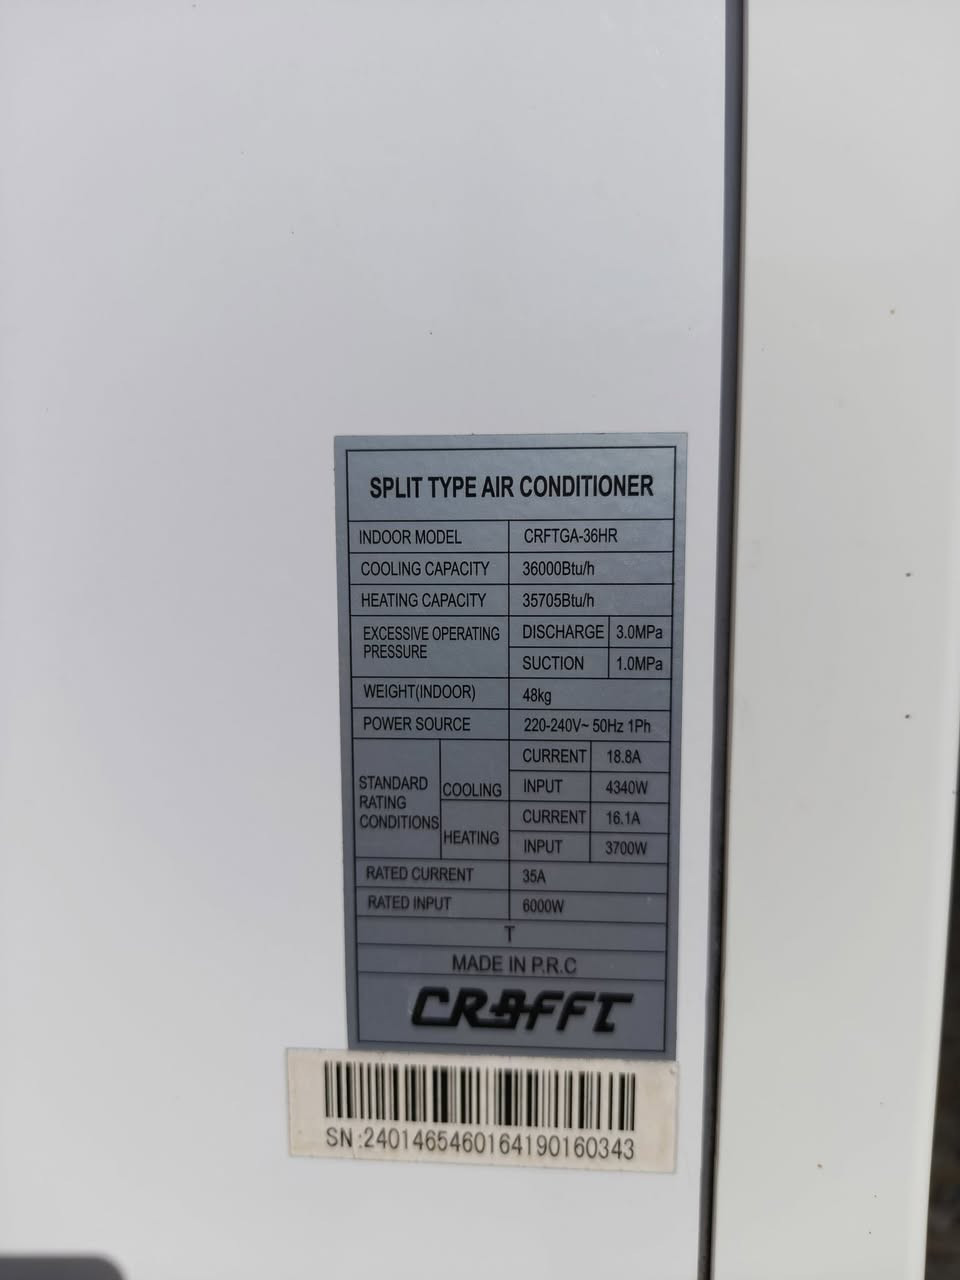 SPLIT TYPE AIR CONDITIONER
INDOOR MODEL CRFTGA-36HR
COOLING CAPACITY 36000Btu/h
HEATING CAPACITY 35705Btu/h
EXCESSIVE OPERATING PRESSURE DISCHARGE 3.0MPa
SUCTION 1.0MPa
WEIGHT(INDOOR) 48kg
POWER SOURCE 220-240V~ 50Hz 1Ph
STANDARD RATING CONDITIONS COOLING CURRENT 18.8A
INPUT 4340W
HEATING CURRENT 16.1A
INPUT 3700W
RATED CURRENT 35A
RATED INPUT 6000W
T
MADE IN P.R.C
CRAFFT
SN:2401465460164190160343